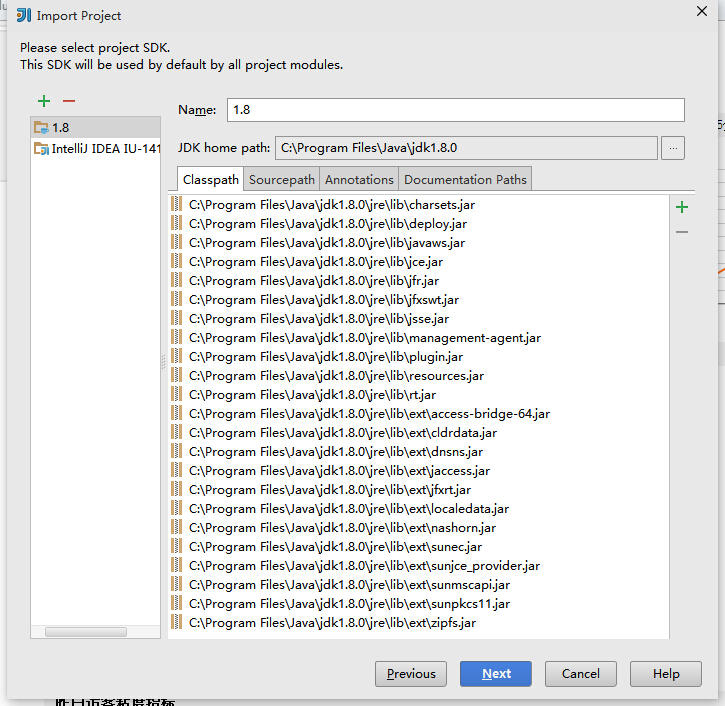 Import Project
Please select project SDK.
This SDK will be used by default by all project modules.
1.8
IntelliJ IDEA IU-141
Name: 1.8
JDK home path: C:\Program Files\Java\jdk1.8.0 ...
Classpath Sourcepath Annotations Documentation Paths
C:\Program Files\Java\jdk1.8.0\jre\lib\charsets.jar
C:\Program Files\Java\jdk1.8.0\jre\lib\deploy.jar
C:\Program Files\Java\jdk1.8.0\jre\lib\javaws.jar
C:\Program Files\Java\jdk1.8.0\jre\lib\jce.jar
C:\Program Files\Java\jdk1.8.0\jre\lib\jfr.jar
C:\Program Files\Java\jdk1.8.0\jre\lib\jfxswt.jar
C:\Program Files\Java\jdk1.8.0\jre\lib\jsse.jar
C:\Program Files\Java\jdk1.8.0\jre\lib\management-agent.jar
C:\Program Files\Java\jdk1.8.0\jre\lib\plugin.jar
C:\Program Files\Java\jdk1.8.0\jre\lib\resources.jar
C:\Program Files\Java\jdk1.8.0\jre\lib\rt.jar
C:\Program Files\Java\jdk1.8.0\jre\lib\ext\access-bridge-64.jar
C:\Program Files\Java\jdk1.8.0\jre\lib\ext\cldrdata.jar
C:\Program Files\Java\jdk1.8.0\jre\lib\ext\dnsns.jar
C:\Program Files\Java\jdk1.8.0\jre\lib\ext\jaccess.jar
C:\Program Files\Java\jdk1.8.0\jre\lib\ext\jfxrt.jar
C:\Program Files\Java\jdk1.8.0\jre\lib\ext\localedata.jar
C:\Program Files\Java\jdk1.8.0\jre\lib\ext\nashorn.jar
C:\Program Files\Java\jdk1.8.0\jre\lib\ext\sunec.jar
C:\Program Files\Java\jdk1.8.0\jre\lib\ext\sunjce_provider.jar
C:\Program Files\Java\jdk1.8.0\jre\lib\ext\sunmscapi.jar
C:\Program Files\Java\jdk1.8.0\jre\lib\ext\sunpkcs11.jar
C:\Program Files\Java\jdk1.8.0\jre\lib\ext\zipfs.jar
Previous Next Cancel Help